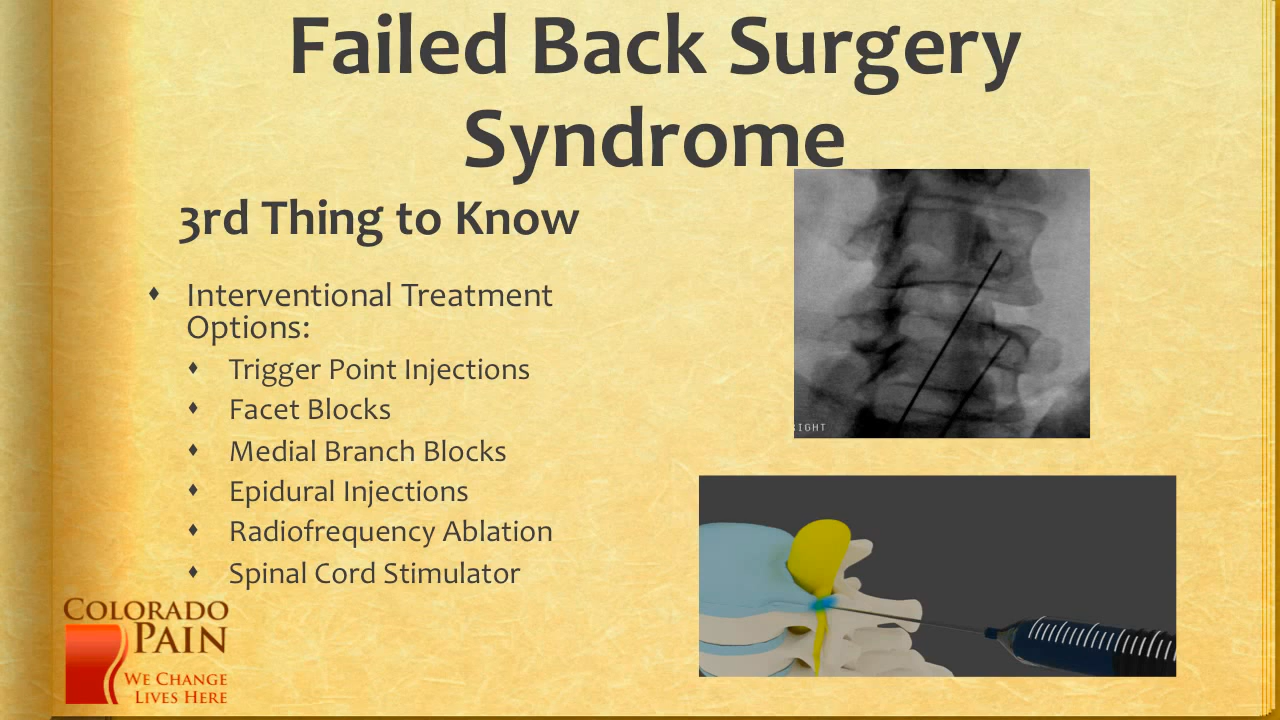 Failed Back Surgery
Syndrome
3rd Thing to Know
Interventional Treatment
Options:
Trigger Point Injections
Facet Blocks
Medial Branch Blocks
Epidural Injections
Radiofrequency Ablation
Spinal Cord Stimulator
COLORADO
PAIN
WE CHANGE
LIVES HERE